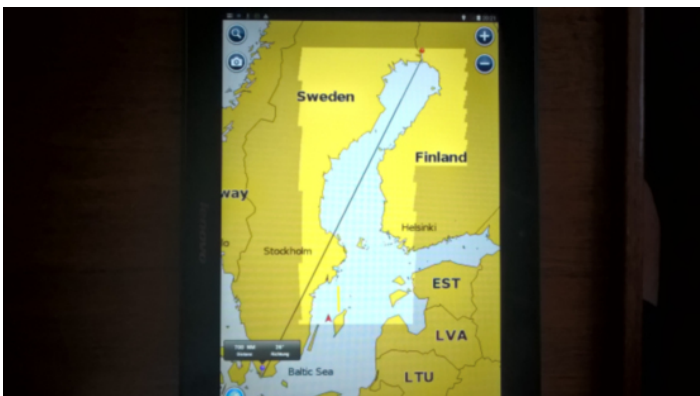 Sweden
Finland
way
Helsinki
Stockholm
EST
LVA
Baltic Sea
LTU